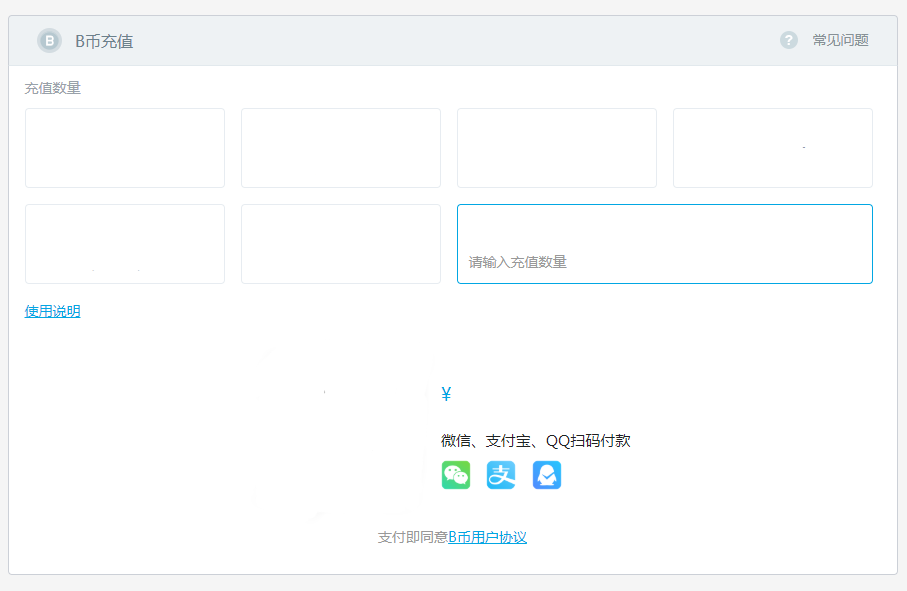 B币充值
常见问题
充值数量
请输入充值数量
使用说明
¥
微信、支付宝、QQ扫码付款
支付即同意B币用户协议